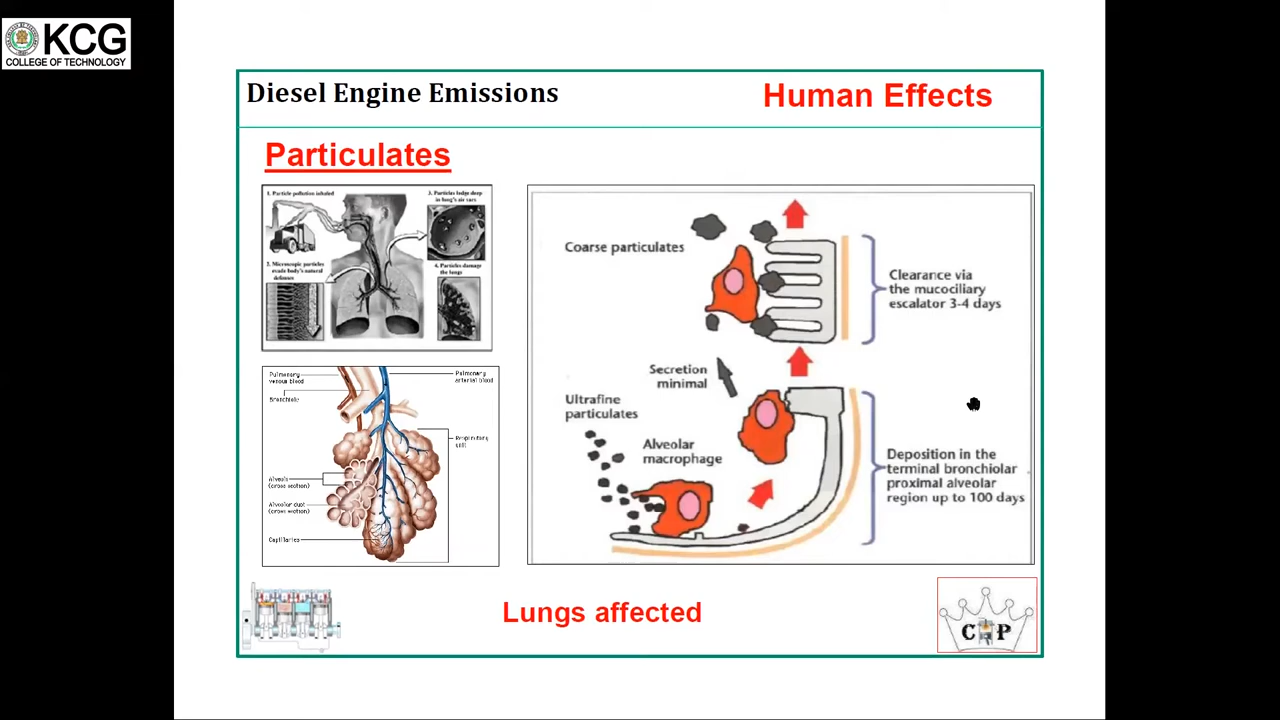 KCG
COLLEGE OF TECHNOLOGY
Diesel Engine Emissions
Human Effects
Particulates
1. Particle pollution inhaled
3. Particles lodge deep
in lung's air sacs
2. Microscopic particles
evade body's natural
defenses
4. Particles damage
the lungs
Pulmonary
venous blood
Pulmonary
arterial blood
Bronchiole
Respiratory
unit
Alveoli
(cross section)
Alveolar duct
(cross section)
Capillaries
Coarse particulates
Clearance via
the mucociliary
escalator 3-4 days
Secretion
minimal
Ultrafine
particulates
Alveolar
macrophage
Deposition in the
terminal bronchiolar
proximal alveolar
region up to 100 days
Lungs affected
C P